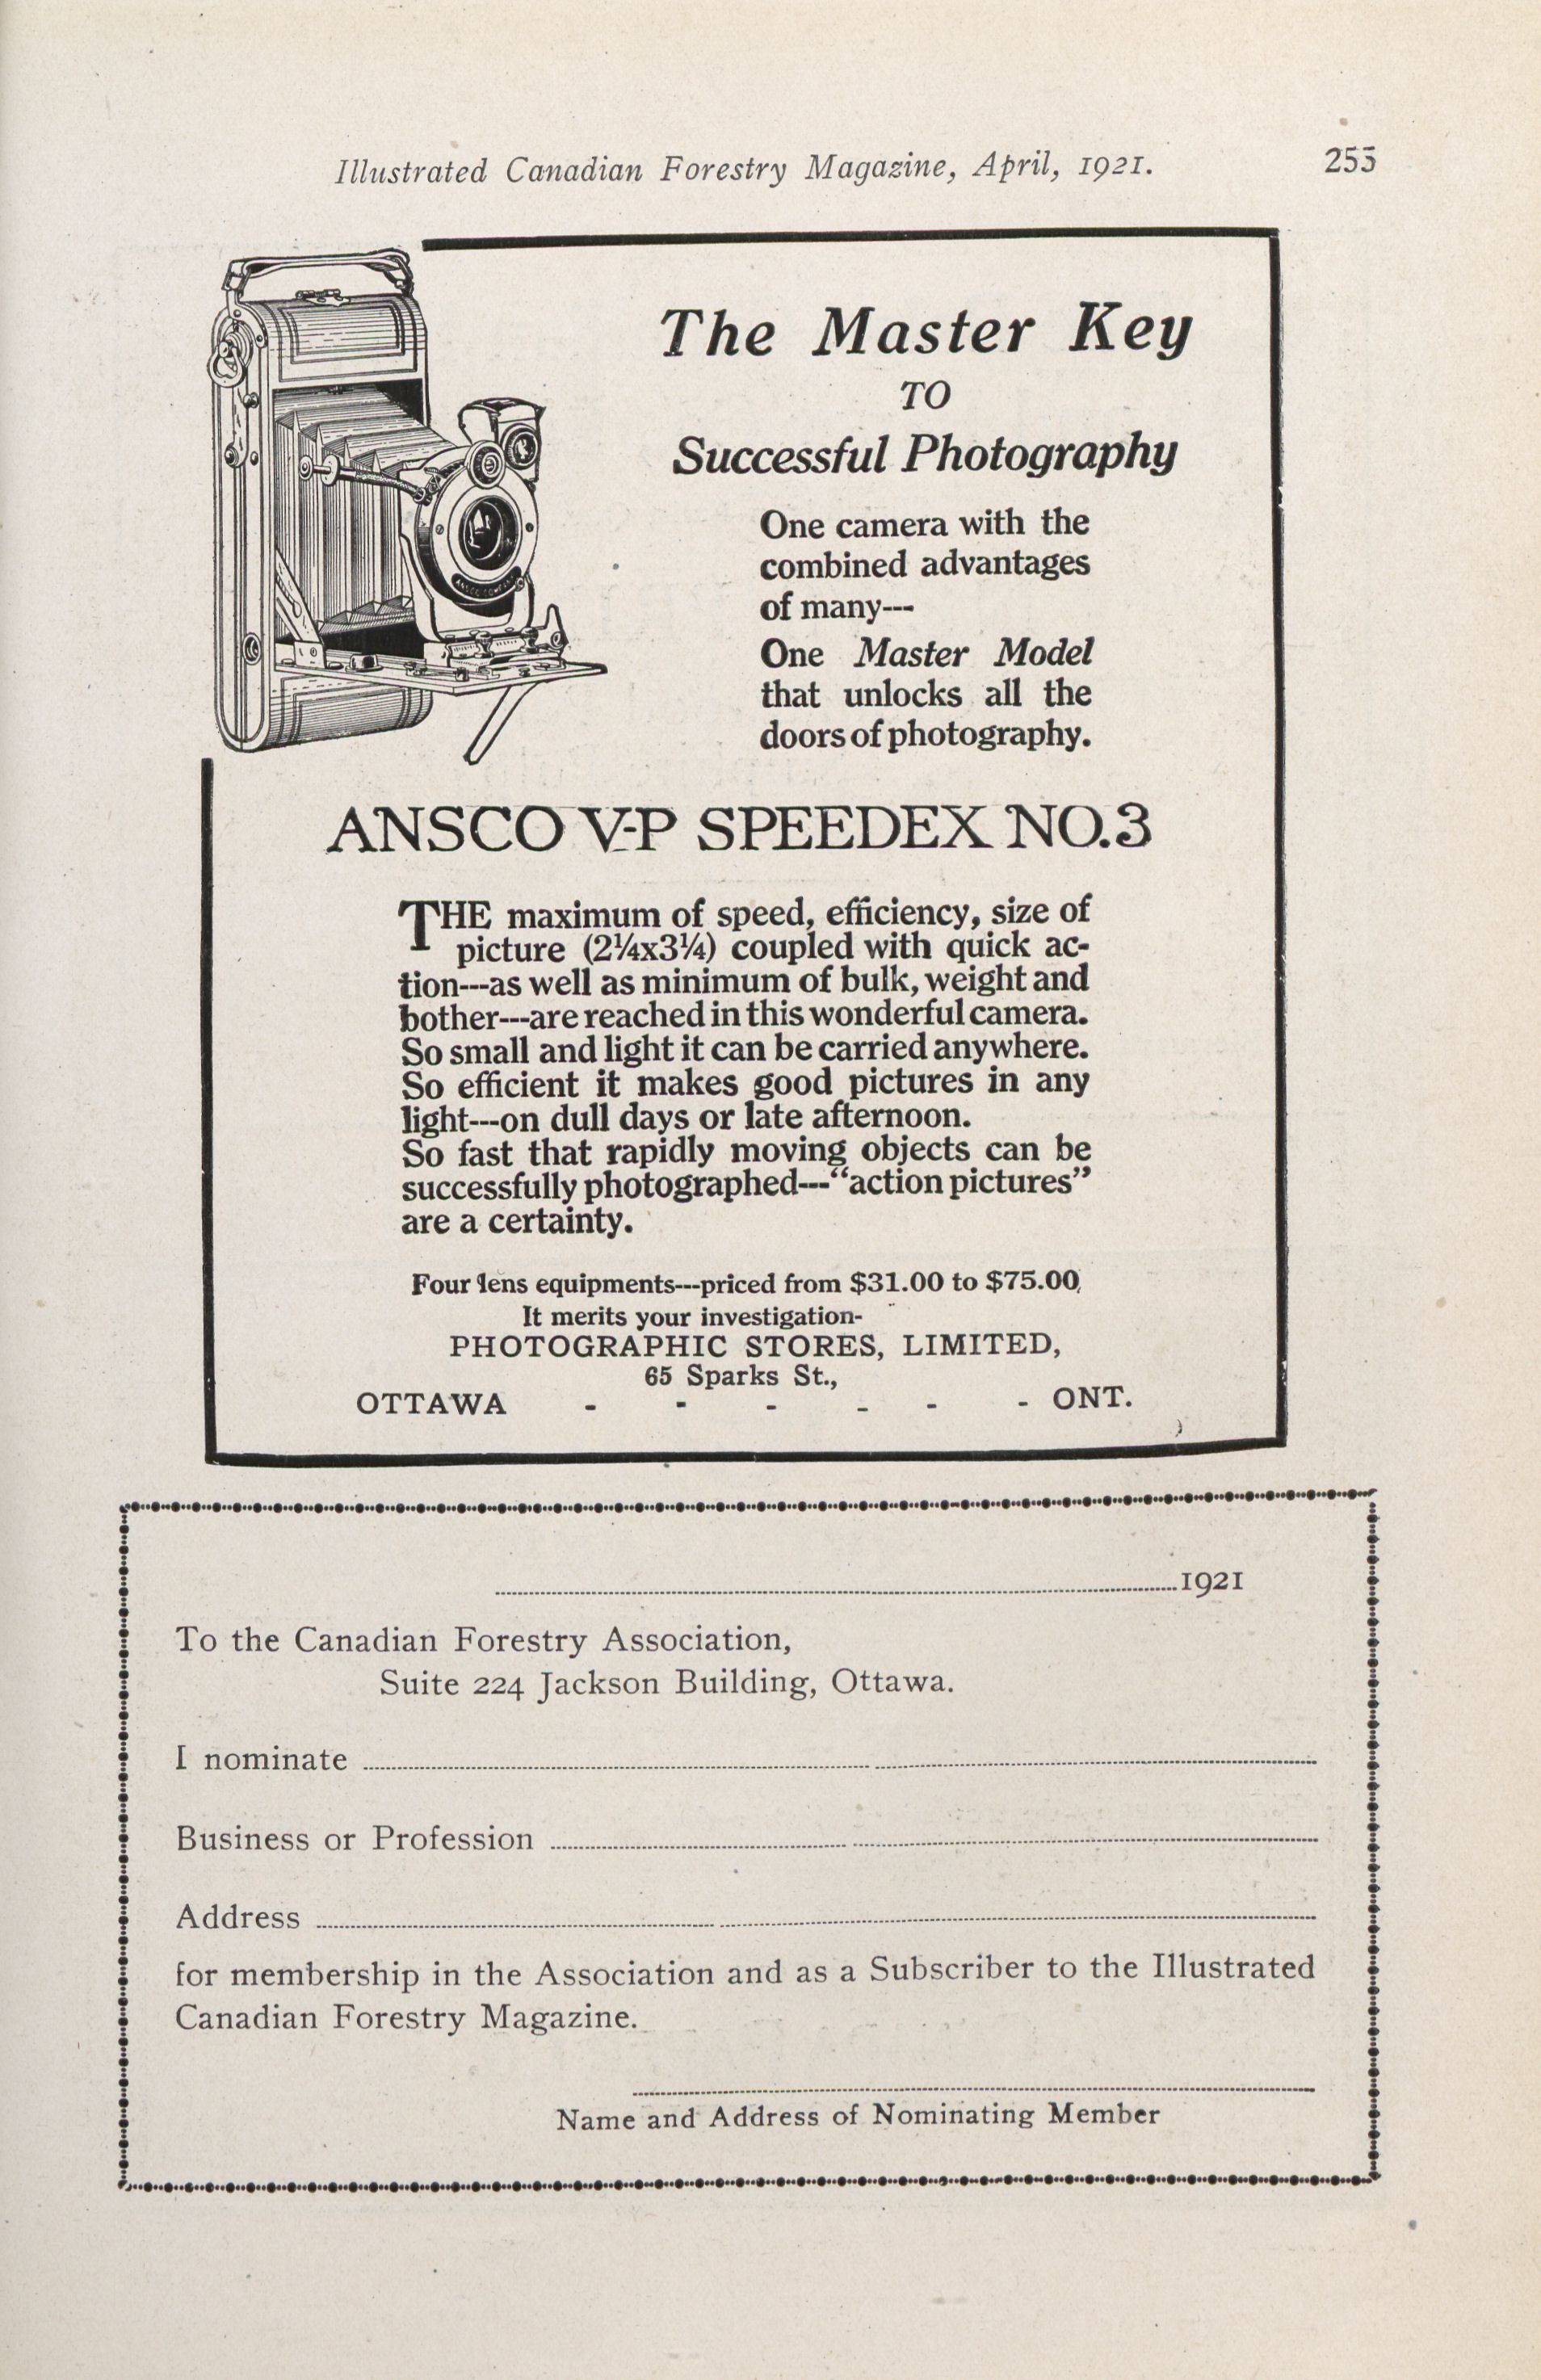 Illustrated Canadian Forestry Magazine, April, 1921.
255
The Master Key
TO
Successful Photography
One camera with the
combined advantages
of many---
One Master Model
that unlocks all the
doors of photography.
ANSCO V-P SPEEDEX NO.3
THE maximum of speed, efficiency, size of
picture (2¼x3¼) coupled with quick ac-
tion---as well as minimum of bulk, weight and
bother---are reached in this wonderful camera.
So small and light it can be carried anywhere.
So efficient it makes good pictures in any
light---on dull days or late afternoon.
So fast that rapidly moving objects can be
successfully photographed---“action pictures”
are a certainty.
Four lens equipments---priced from $31.00 to $75.00,
It merits your investigation-
PHOTOGRAPHIC STORES, LIMITED,
65 Sparks St.,
OTTAWA - - - - - - ONT.
1921
To the Canadian Forestry Association,
Suite 224 Jackson Building, Ottawa.
I nominate
Business or Profession
Address
for membership in the Association and as a Subscriber to the Illustrated
Canadian Forestry Magazine.
Name and Address of Nominating Member